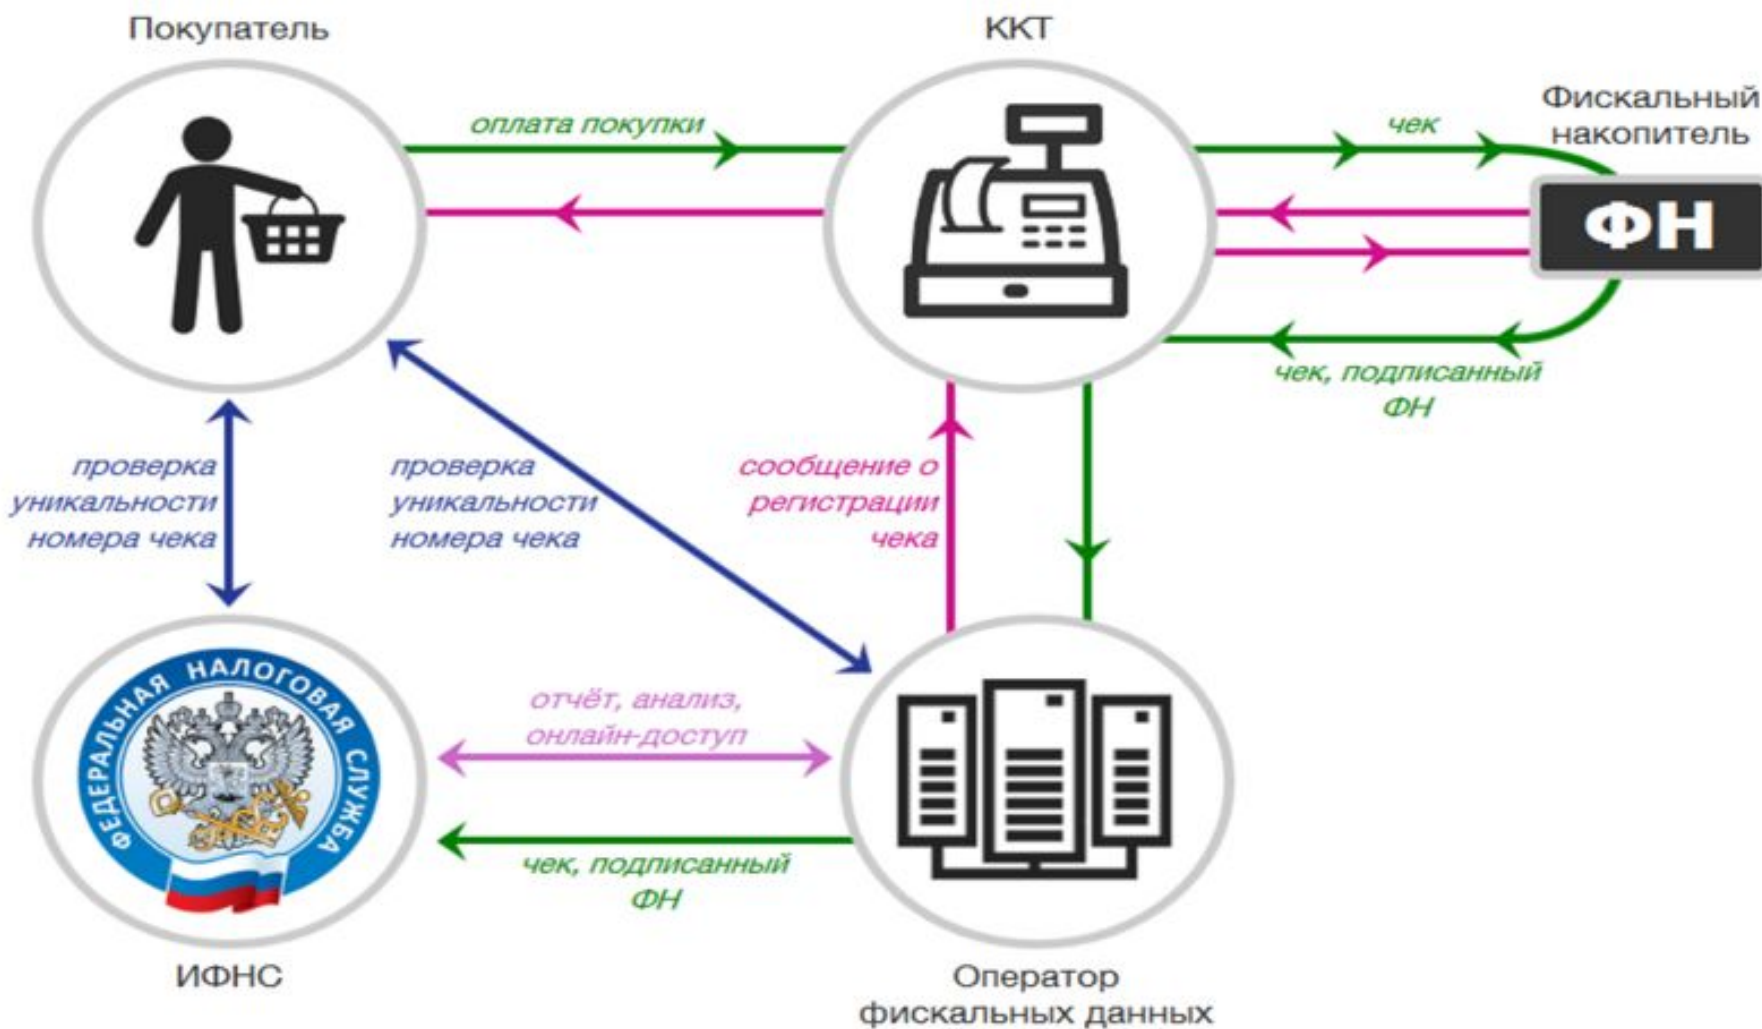 Покупатель
ККТ
Фискальный
накопитель
оплата покупки
чек
ФН
чек, подписанный
ФН
проверка
уникальности
номера чека
проверка
уникальности
номера чека
сообщение о
регистрации
чека
ФЕДЕРАЛЬНАЯ НАЛОГОВАЯ СЛУЖБА
отчёт, анализ,
онлайн-доступ
чек, подписанный
ФН
ИФНС
Оператор
фискальных данных